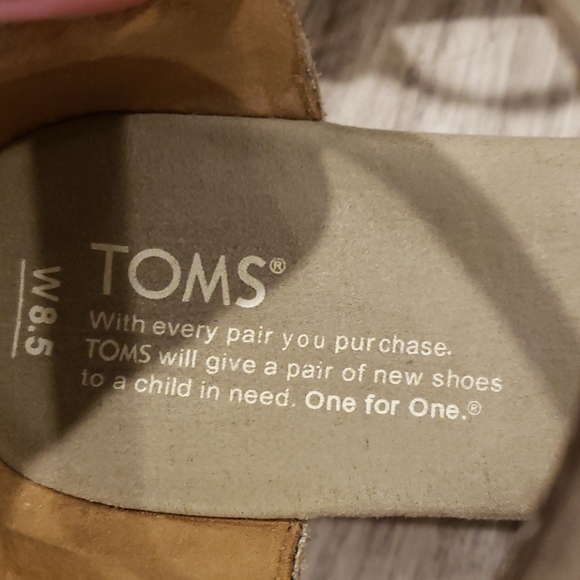 TOMS®
With every pair you purchase.
TOMS will give a pair of new shoes
to a child in need. One for One.®
W 8.5